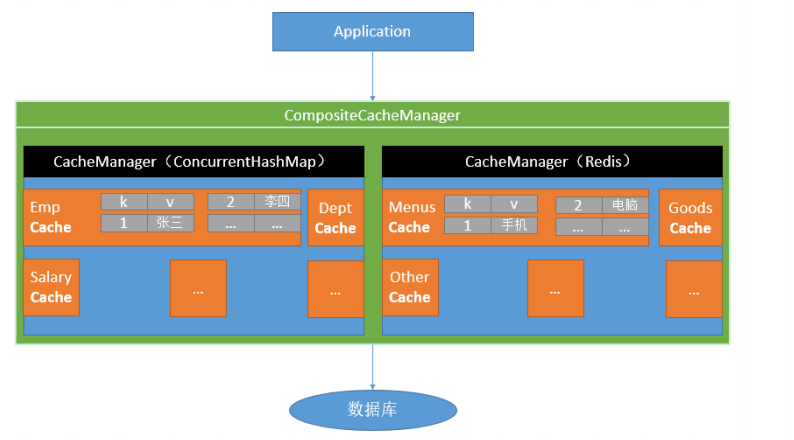 Application
CompositeCacheManager
CacheManager（ConcurrentHashMap）
CacheManager（Redis）
Emp
Cache
k v
1 张三
2 李四
... ...
Dept
Cache
Salary
Cache
...
...
Menus
Cache
k v
1 手机
2 电脑
... ...
Goods
Cache
Other
Cache
...
...
数据库